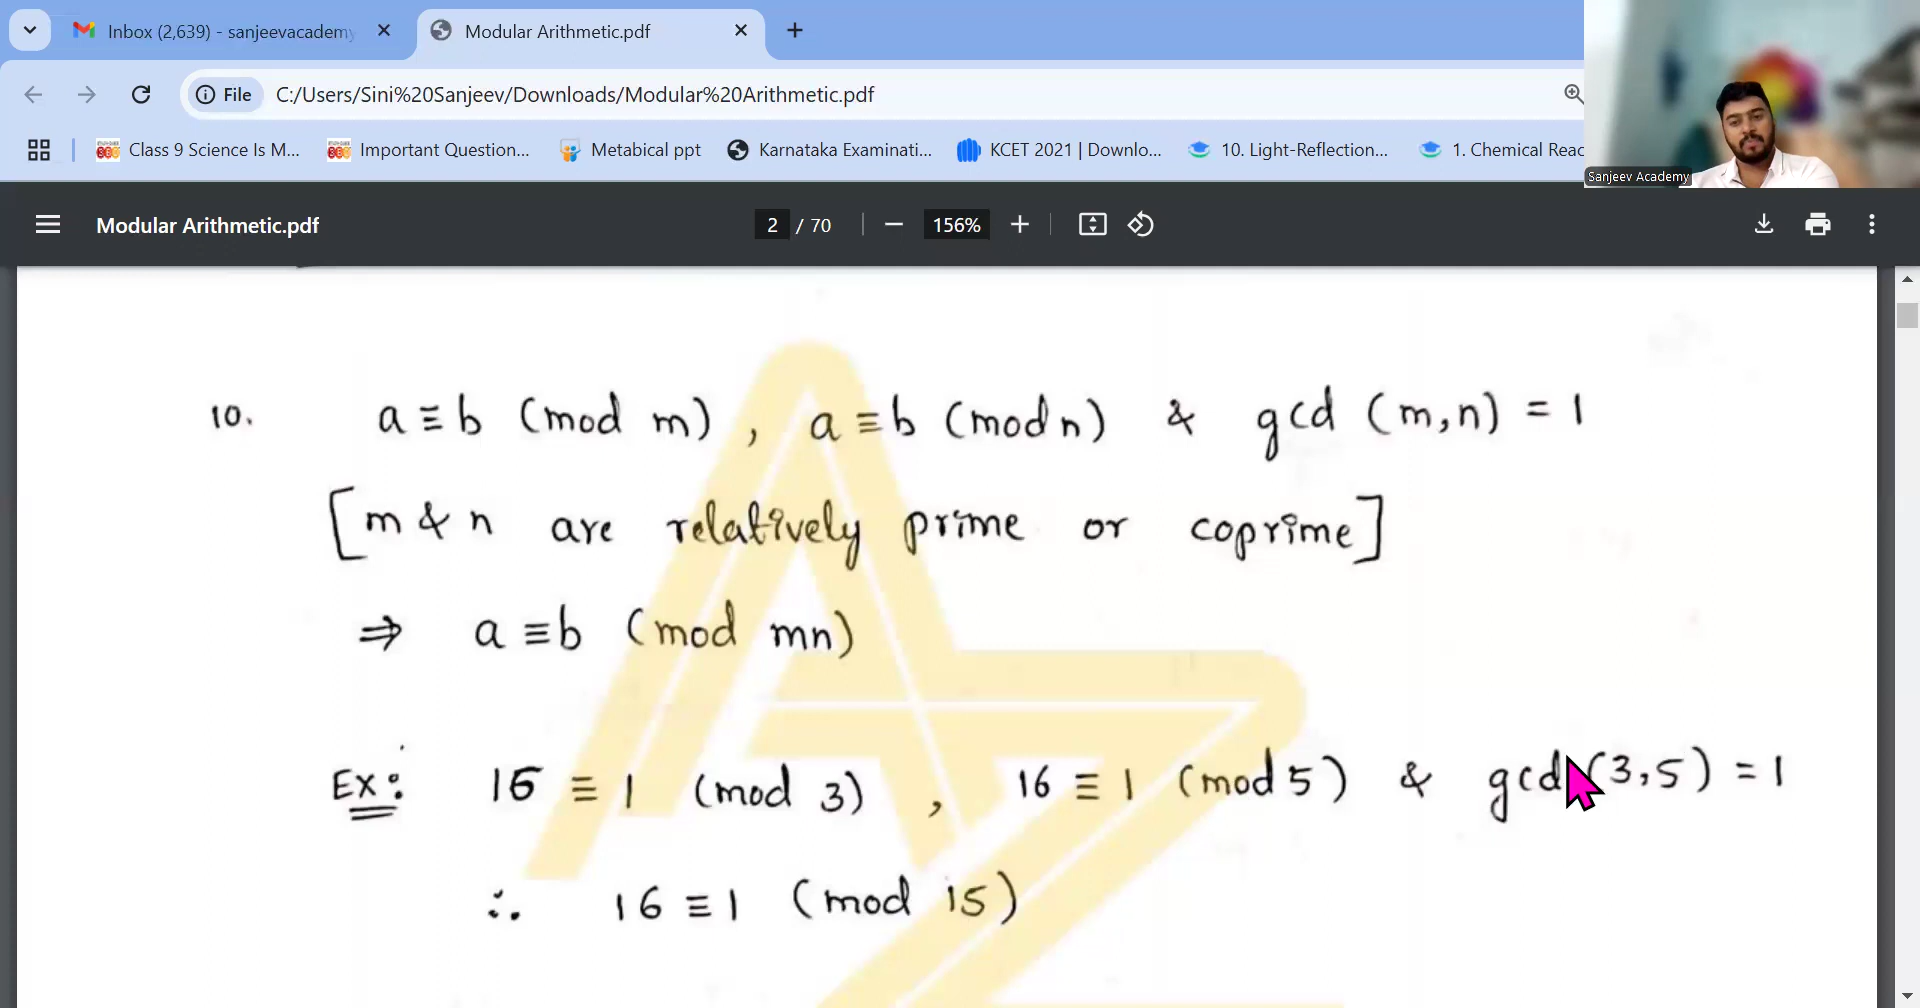 Inbox (2,639) - sanjeevacademy
Modular Arithmetic.pdf
File C:/Users/Sini%20Sanjeev/Downloads/Modular%20Arithmetic.pdf
Class 9 Science Is M... Important Question... Metabical ppt Karnataka Examinati... KCET 2021 | Downlo... 10. Light-Reflection... 1. Chemical Reac
Sanjeev Academy
Modular Arithmetic.pdf 2 / 70 156%
10. a ≡ b (mod m) , a ≡ b (mod n) & gcd (m,n) = 1
[m & n are relatively prime or coprime]
⇒ a ≡ b (mod mn)
Ex: 16 ≡ 1 (mod 3) , 16 ≡ 1 (mod 5) & gcd (3,5) = 1
∴ 16 ≡ 1 (mod 15)